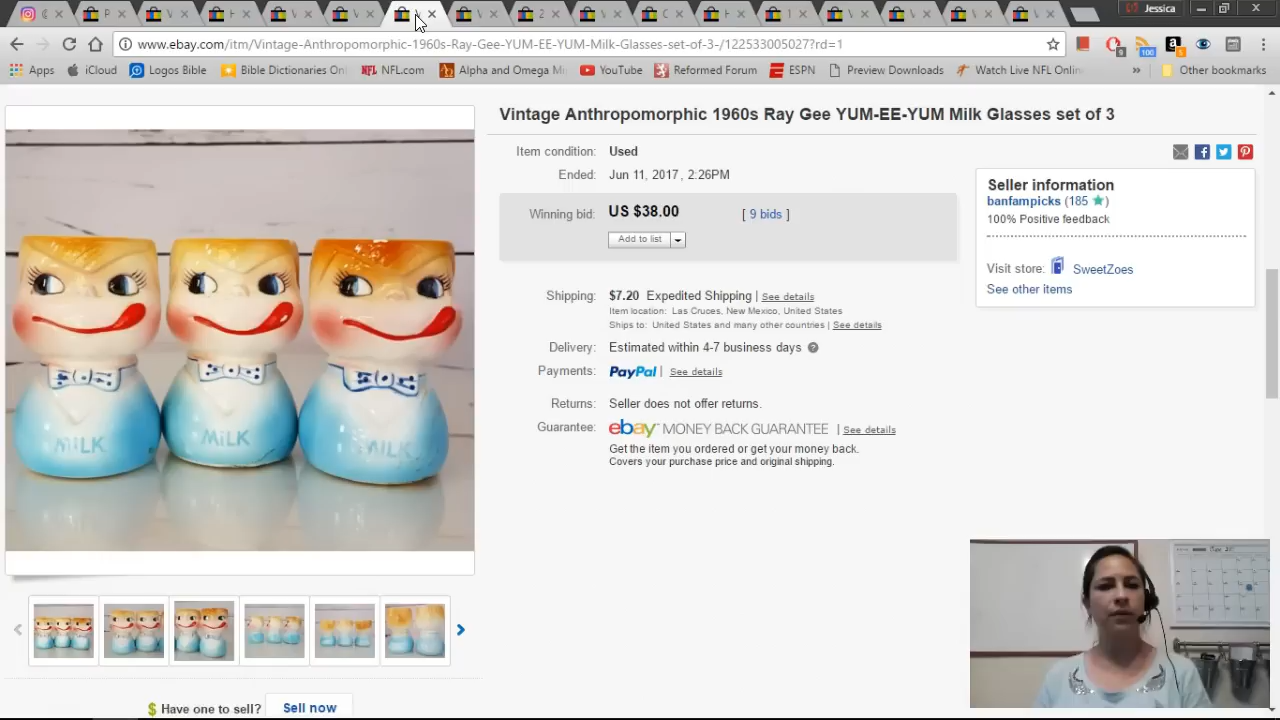 Jessica
www.ebay.com/itm/Vintage-Anthropomorphic-1960s-Ray-Gee-YUM-EE-YUM-Milk-Glasses-set-of-3-/122533005027?rd=1
Apps iCloud Logos Bible Bible Dictionaries On NFL.com Alpha and Omega Mi YouTube Reformed Forum ESPN Preview Downloads Watch Live NFL Onlin » Other bookmarks
Vintage Anthropomorphic 1960s Ray Gee YUM-EE-YUM Milk Glasses set of 3
Item condition: Used
Ended: Jun 11, 2017 , 2:26PM
Winning bid: US $38.00 [ 9 bids ]
Add to list
Shipping: $7.20 Expedited Shipping | See details
Item location: Las Cruces, New Mexico, United States
Ships to: United States and many other countries | See details
Delivery: Estimated within 4-7 business days
Payments: PayPal | See details
Returns: Seller does not offer returns.
Guarantee: ebay MONEY BACK GUARANTEE | See details
Get the item you ordered or get your money back.
Covers your purchase price and original shipping.
Seller information
banfampicks (185)
100% Positive feedback
Visit store: SweetZoes
See other items
MILK
MILK
MILK
$ Have one to sell? Sell now